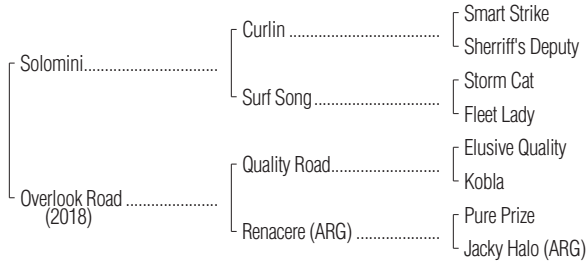 Smart Strike
Curlin
Sherriff's Deputy
Solomini
Storm Cat
Surf Song
Fleet Lady
Elusive Quality
Quality Road
Kobla
Overlook Road
(2018)
Pure Prize
Renacere (ARG)
Jacky Halo (ARG)